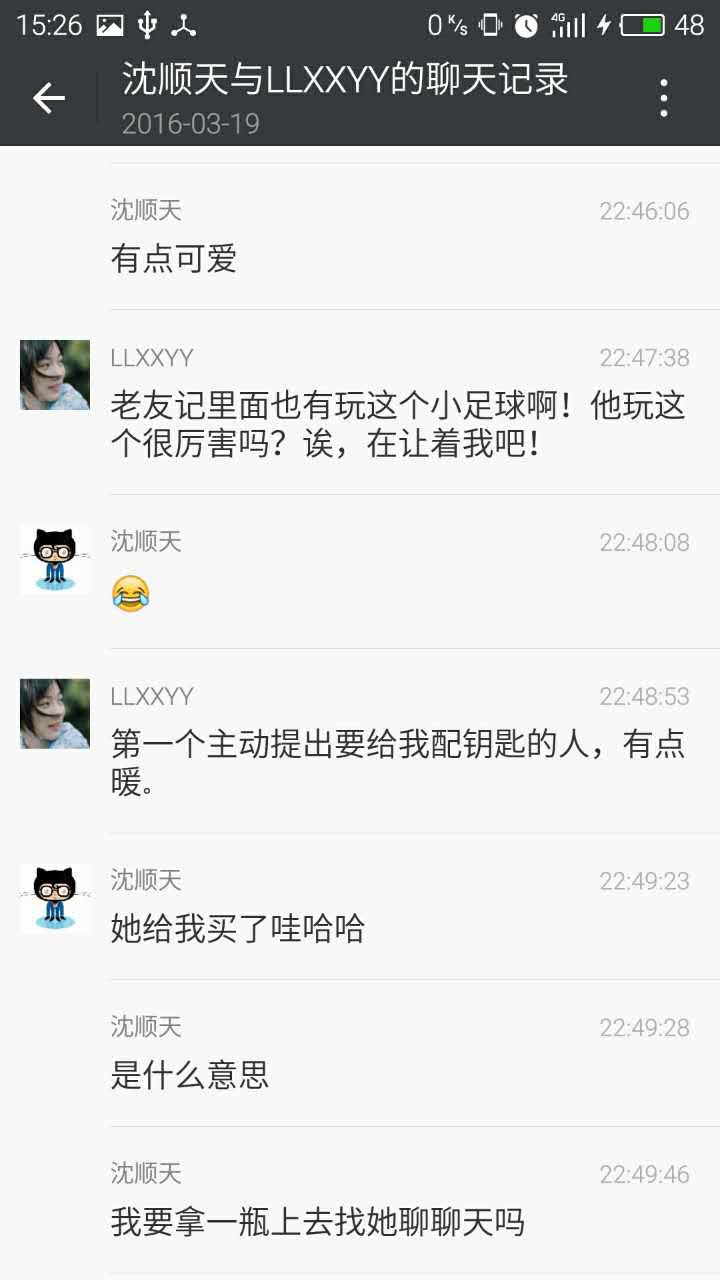 15:26
0 K/s
4G
48
沈顺天与LLXXYY的聊天记录
2016-03-19
沈顺天
22:46:06
有点可爱
LLXXYY
22:47:38
老友记里面也有玩这个小足球啊！他玩这
个很厉害吗？诶，在让着我吧！
沈顺天
22:48:08
LLXXYY
22:48:53
第一个主动提出要给我配钥匙的人，有点
暖。
沈顺天
22:49:23
她给我买了哇哈哈
沈顺天
22:49:28
是什么意思
沈顺天
22:49:46
我要拿一瓶上去找她聊聊天吗